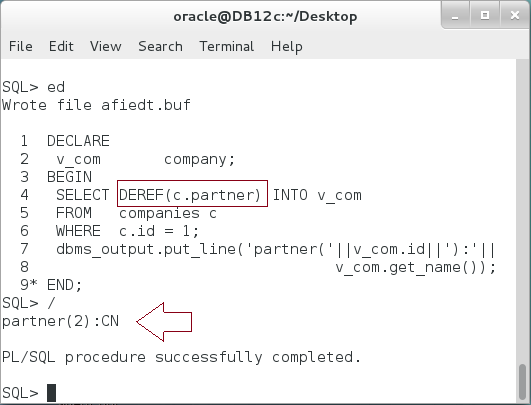 oracle@DB12c:~/Desktop
File Edit View Search Terminal Help
SQL> ed
Wrote file afiedt.buf
1 DECLARE
2 v_com company;
3 BEGIN
4 SELECT DEREF(c.partner) INTO v_com
5 FROM companies c
6 WHERE c.id = 1;
7 dbms_output.put_line('partner('||v_com.id||'):'||
8 v_com.get_name());
9* END;
SQL> /
partner(2):CN
PL/SQL procedure successfully completed.
SQL>